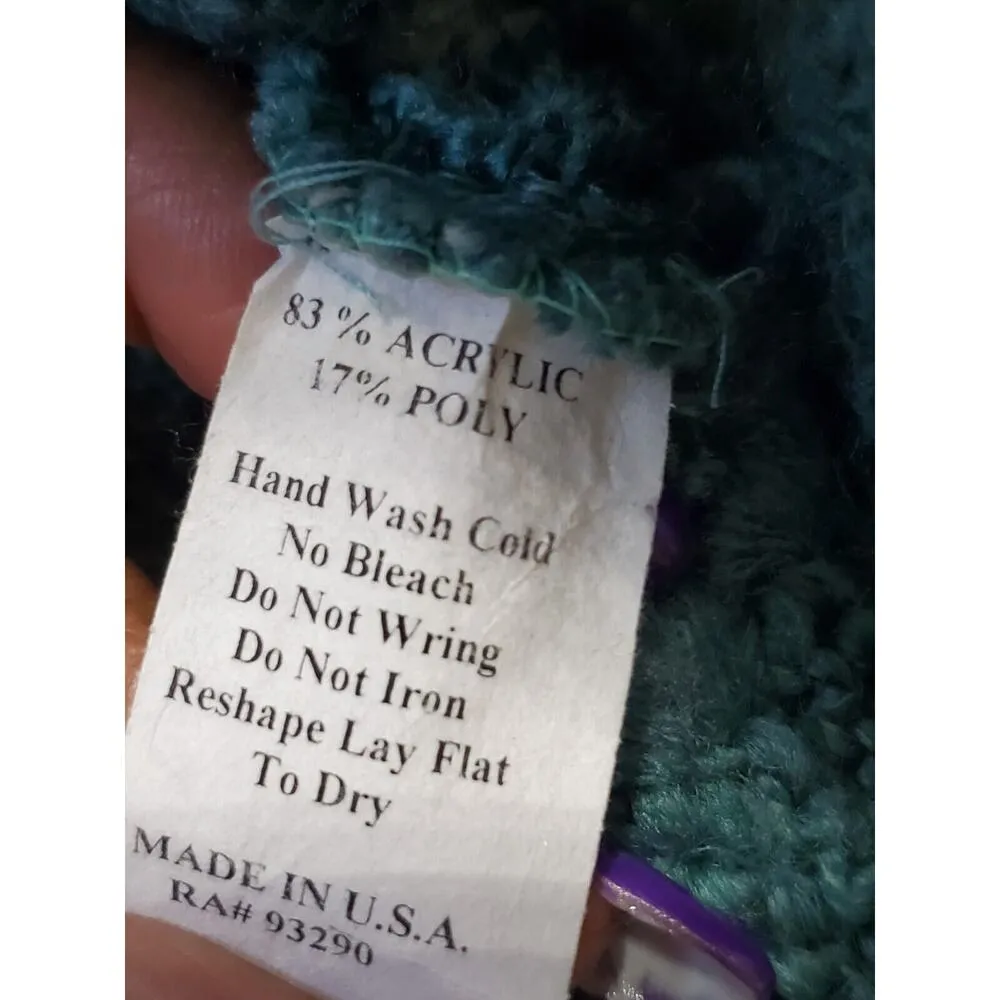 83 % ACRYLIC
17% POLY
Hand Wash Cold
No Bleach
Do Not Wring
Do Not Iron
Reshape Lay Flat
To Dry
MADE IN U.S.A.
RA# 93290